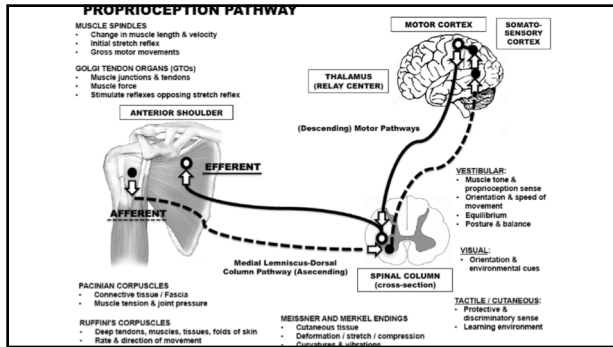 PROPRIOCEPTION PATHWAY
MUSCLE SPINDLES
• Change in muscle length & velocity
• Initial stretch reflex
• Gross motor movements
GOLGI TENDON ORGANS (GTOs)
• Muscle junctions & tendons
• Muscle force
• Stimulate reflexes opposing stretch reflex
MOTOR CORTEX
SOMATO-
SENSORY
CORTEX
THALAMUS
(RELAY CENTER)
ANTERIOR SHOULDER
(Descending) Motor Pathways
EFFERENT
AFFERENT
Medial Lemniscus-Dorsal
Column Pathway (Asecending)
SPINAL COLUMN
(cross-section)
VESTIBULAR:
• Muscle tone &
proprioception sense
• Orientation & speed of
movement
• Equilibrium
• Posture & balance
VISUAL:
• Orientation &
environmental cues
TACTILE / CUTANEOUS:
• Protective &
discriminatory sense
• Learning environment
PACINIAN CORPUSCLES
• Connective tissue / Fascia
• Muscle tension & joint pressure
RUFFINI'S CORPUSCLES
• Deep tendons, muscles, tissues, folds of skin
• Rate & direction of movement
MEISSNER AND MERKEL ENDINGS
• Cutaneous tissue
• Deformation / stretch / compression
• Curvatures & vibrations